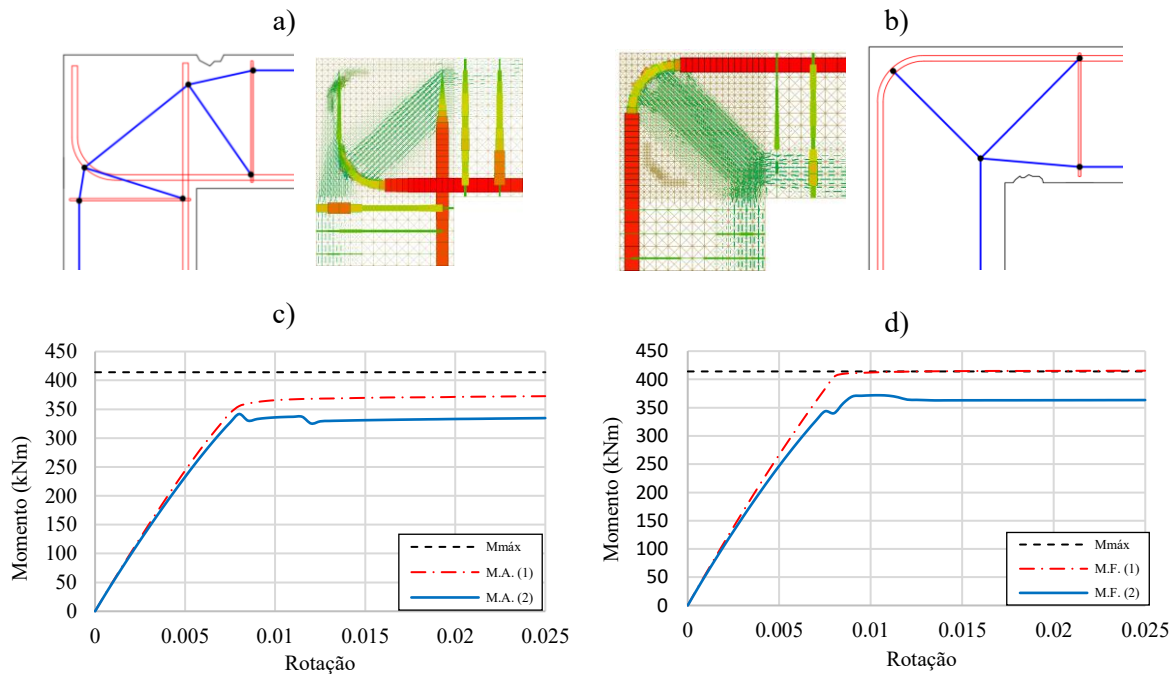 a)
b)
c)
450
400
350
300
250
200
150
100
50
0
Momento (kNm)
0 0.005 0.01 0.015 0.02 0.025
Rotação
Mmáx
M.A. (1)
M.A. (2)
d)
450
400
350
300
250
200
150
100
50
0
Momento (kNm)
0 0.005 0.01 0.015 0.02 0.025
Rotação
Mmáx
M.F. (1)
M.F. (2)